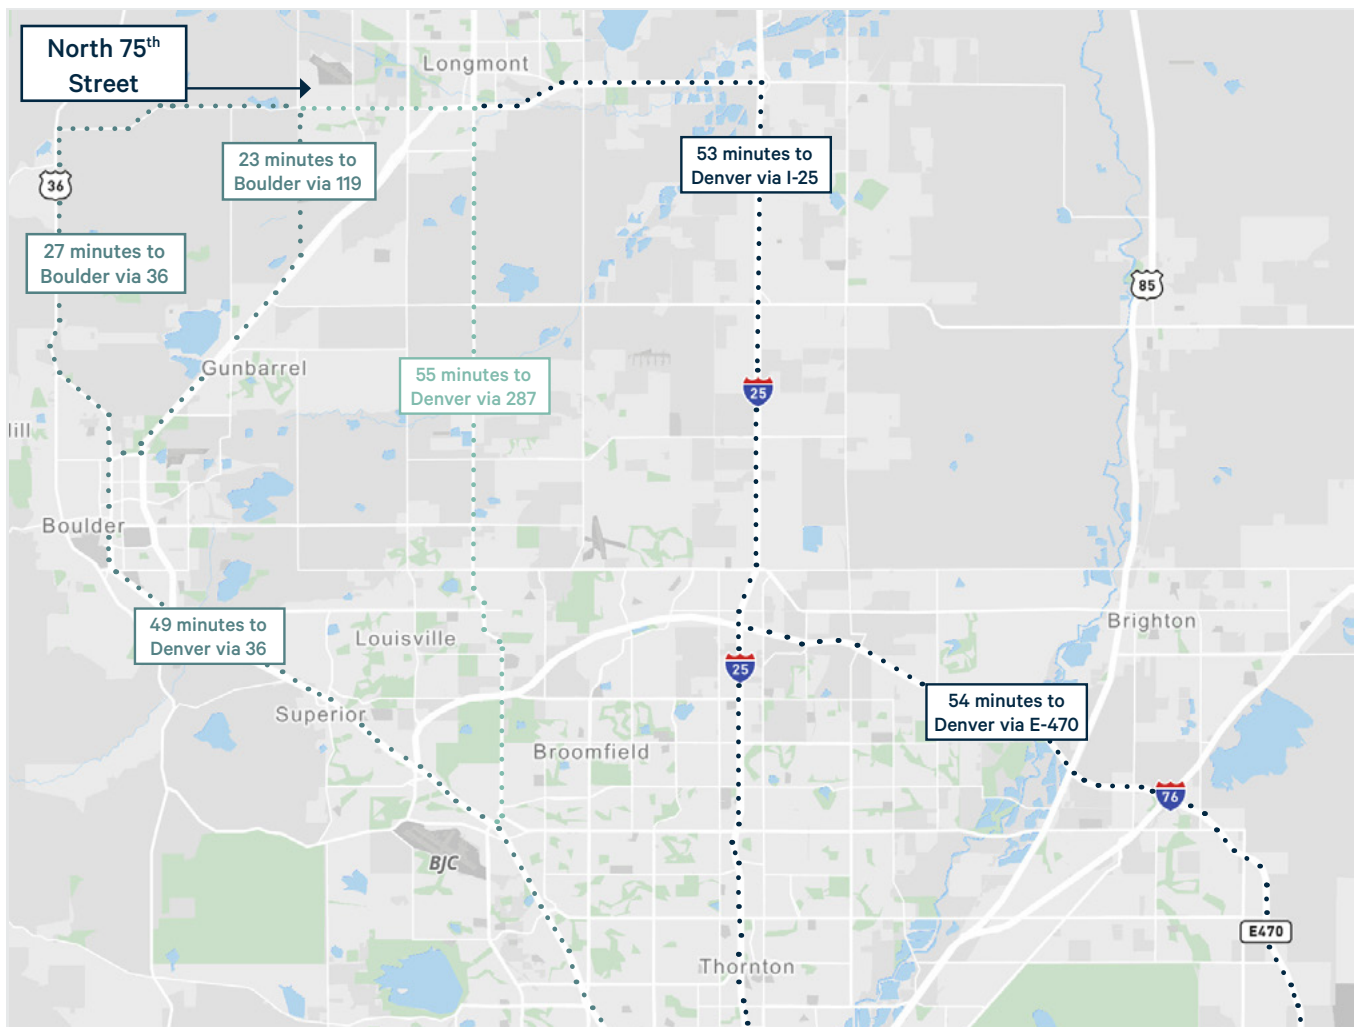 North 75th
Street
Longmont
23 minutes to
Boulder via 119
53 minutes to
Denver via I-25
36
27 minutes to
Boulder via 36
85
Gunbarrel
55 minutes to
Denver via 287
25
lill
Boulder
49 minutes to
Denver via 36
Louisville
Brighton
25
54 minutes to
Denver via E-470
Superior
Broomfield
76
BJC
E470
Thornton